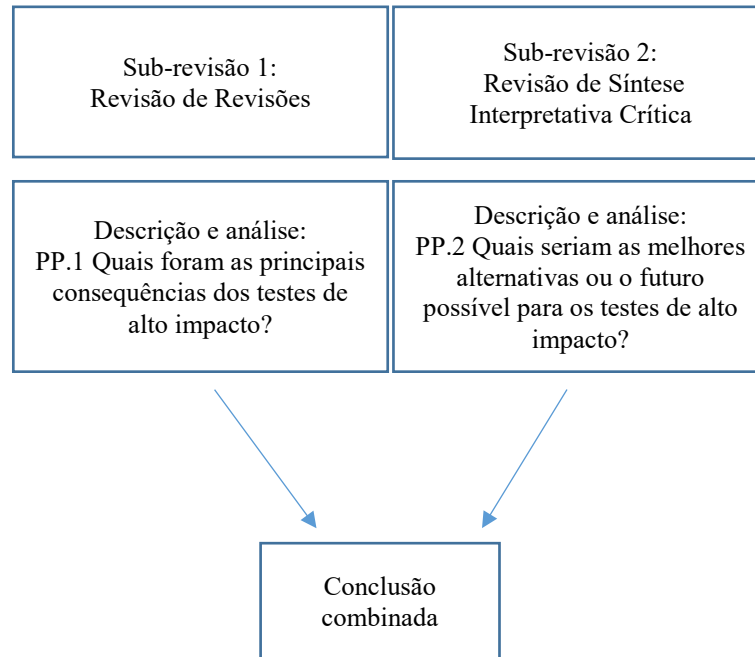 Sub-revisão 1:
Revisão de Revisões
Sub-revisão 2:
Revisão de Síntese
Interpretativa Crítica
Descrição e análise:
PP.1 Quais foram as principais
consequências dos testes de
alto impacto?
Descrição e análise:
PP.2 Quais seriam as melhores
alternativas ou o futuro
possível para os testes de alto
impacto?
Conclusão
combinada